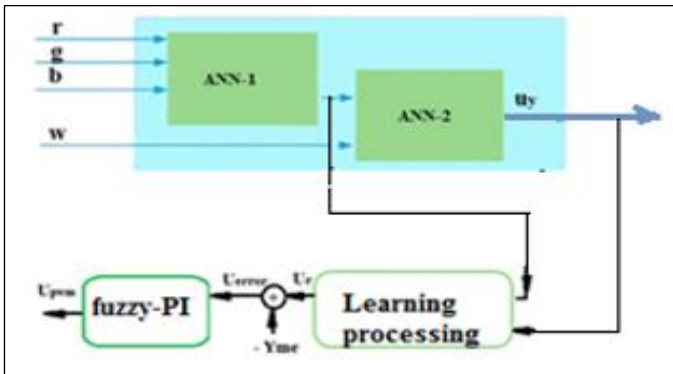 r
g
b
w
ANN-1
ANN-2
uy
Upwm
fuzzy-PI
Uerror
Ur
- Yme
Learning
processing